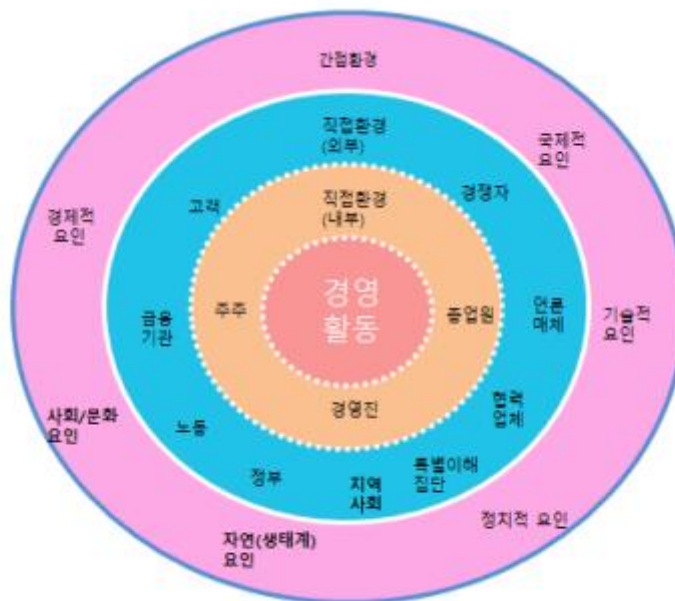 간접환경
직접환경
(외부)
국제적
요인
경쟁자
고객
직접환경
(내부)
경제적
요인
경영
활동
주주
종업원
금융
기관
언론
매체
기술적
요인
경영진
협력
업체
사회/문화
요인
노동
정부
지역
사회
특별이해
집단
정치적 요인
자연(생태계)
요인